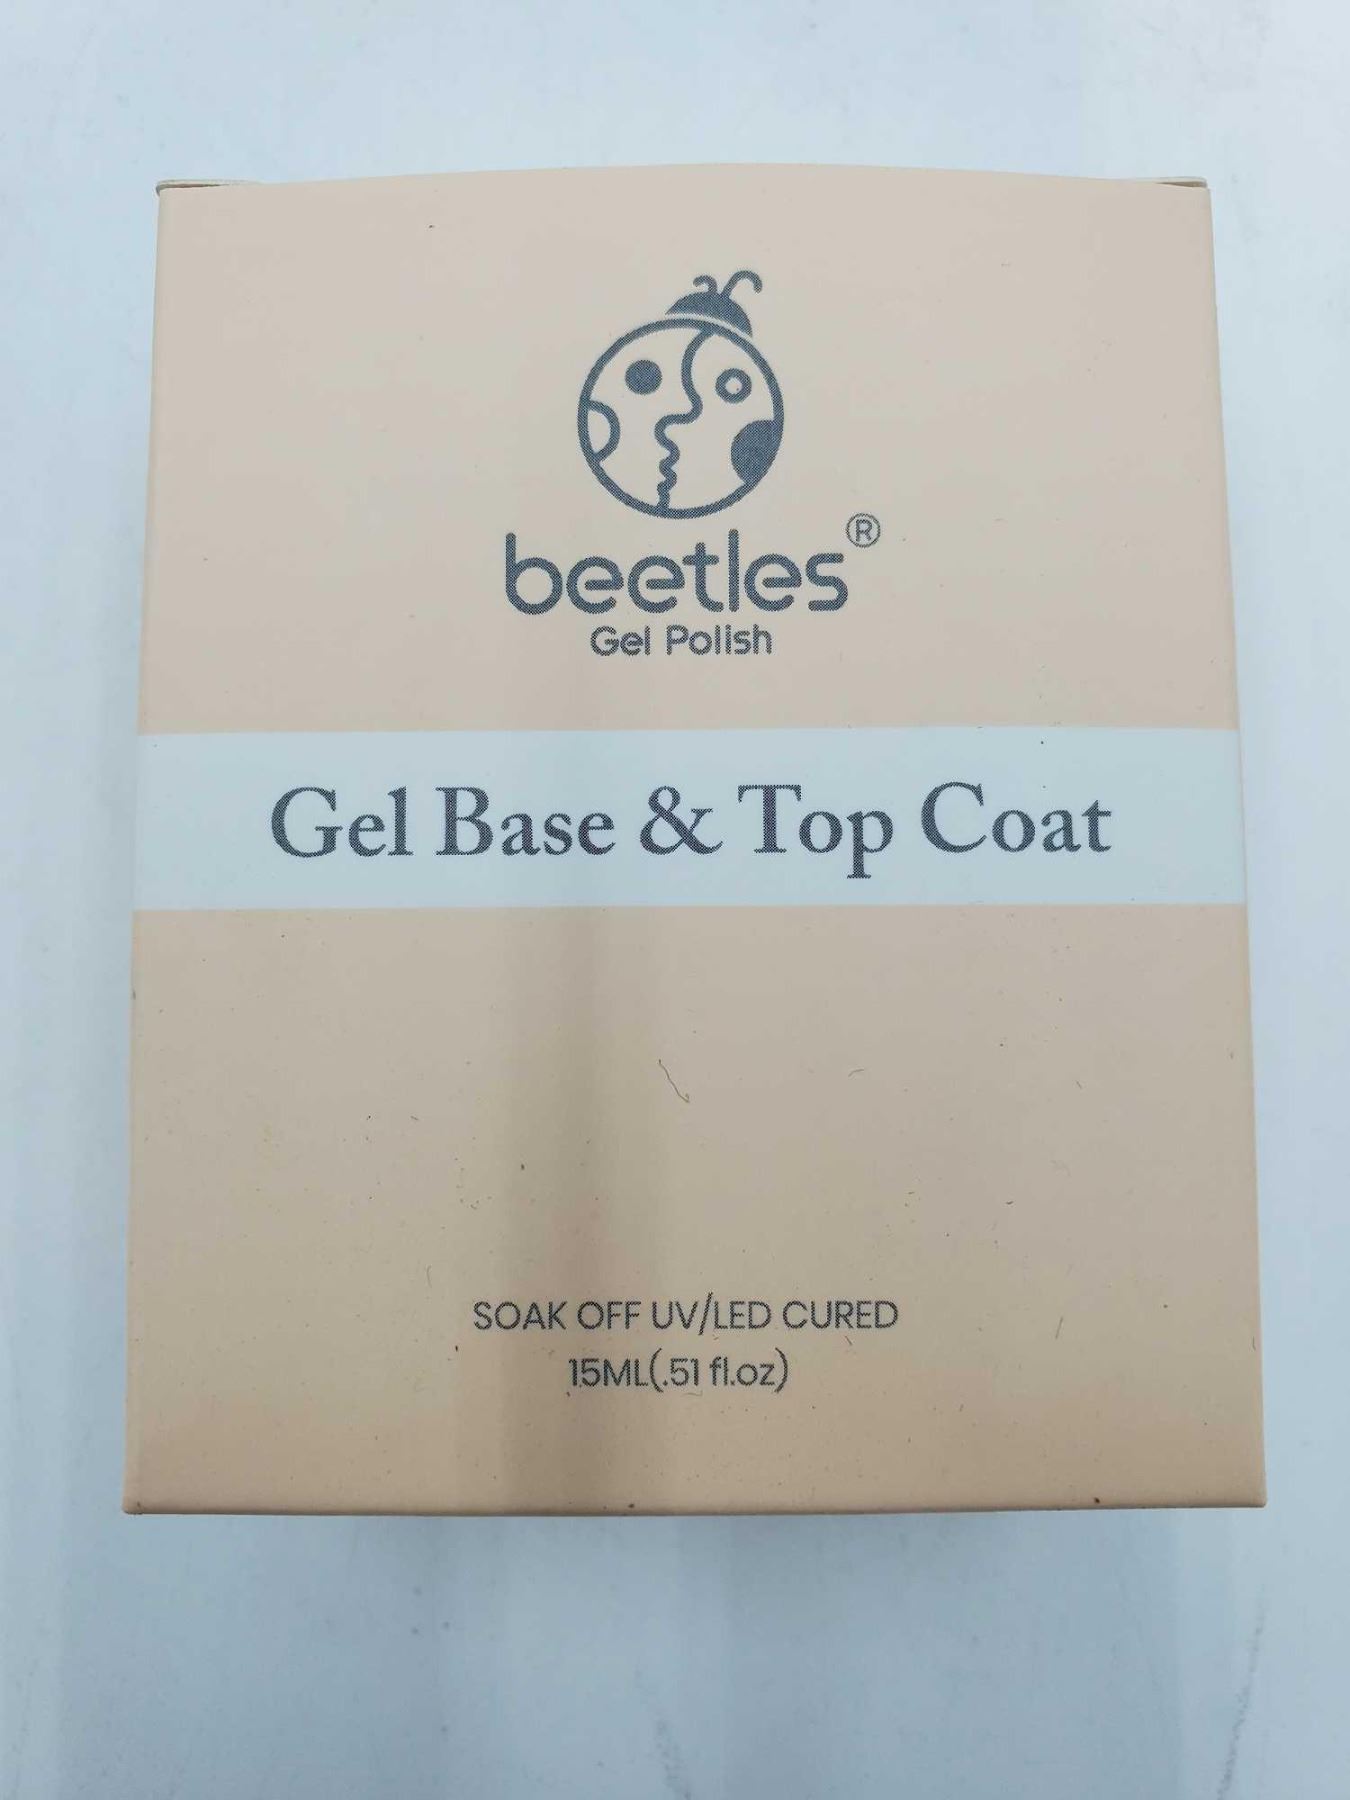 beetles®
Gel Polish
Gel Base & Top Coat
SOAK OFF UV/LED CURED
15ML(.51 fl.oz)